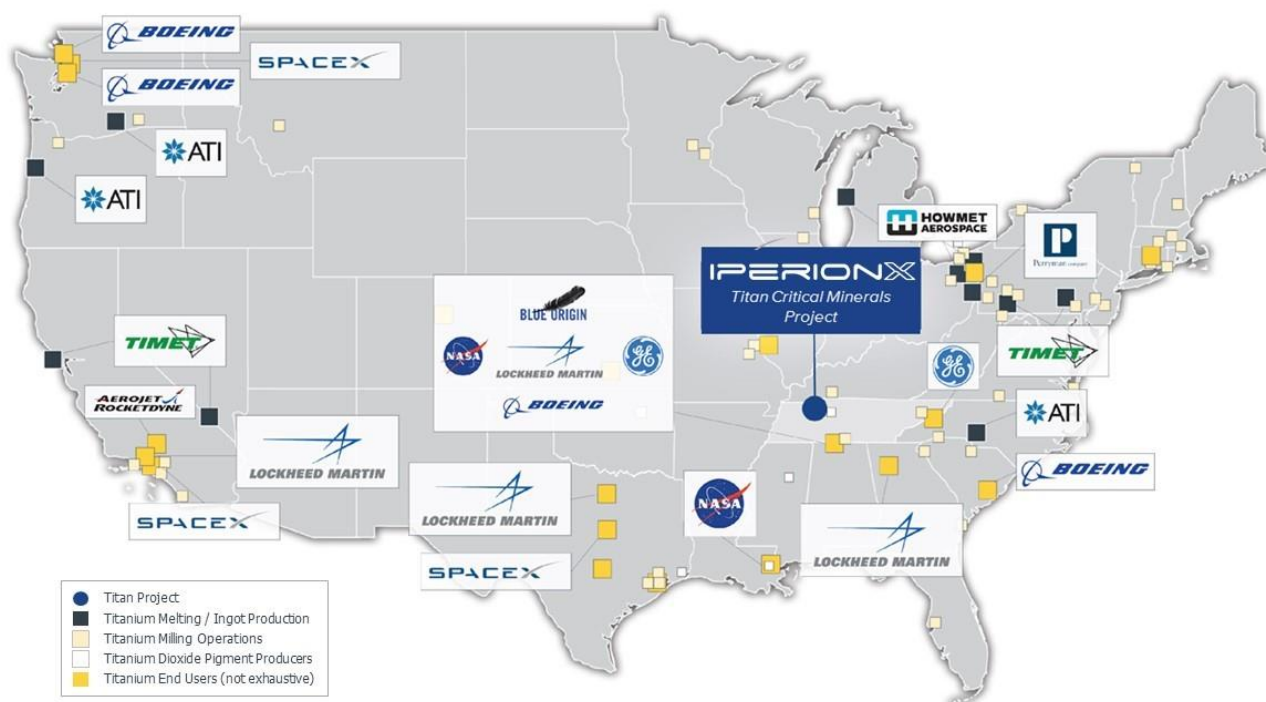 BOEING
SPACEX
BOEING
ATI
ATI
HOWMET
AEROSPACE
P
Perryman company
IPERIONX
Titan Critical Minerals
Project
BLUE ORIGIN
NASA
LOCKHEED MARTIN
GE
BOEING
TIMET
TIMET
GE
AEROJET
ROCKETDYNE
ATI
LOCKHEED MARTIN
BOEING
LOCKHEED MARTIN
NASA
SPACEX
LOCKHEED MARTIN
SPACEX
Titan Project
Titanium Melting / Ingot Production
Titanium Milling Operations
Titanium Dioxide Pigment Producers
Titanium End Users (not exhaustive)